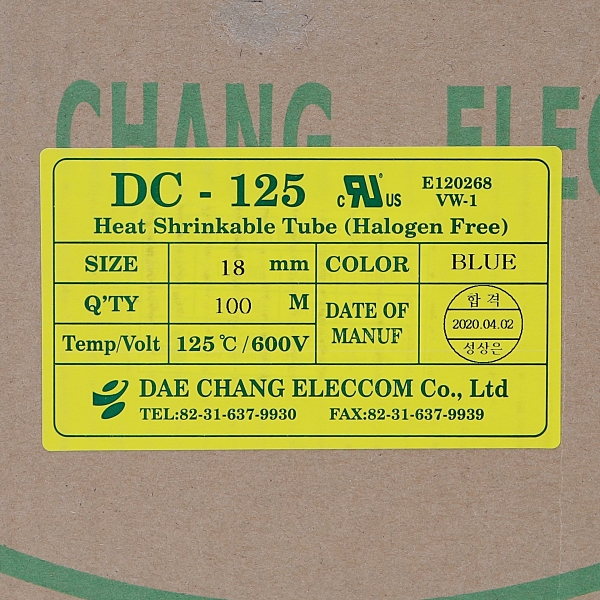 CHANG ELEC
DC - 125 c RU US E120268
VW-1
Heat Shrinkable Tube (Halogen Free)
SIZE 18 mm COLOR BLUE
Q'TY 100 M DATE OF MANUF 합격
2020.04.02
성상은
Temp/Volt 125℃/600V
DAE CHANG ELECCOM Co., Ltd
TEL:82-31-637-9930 FAX:82-31-637-9939